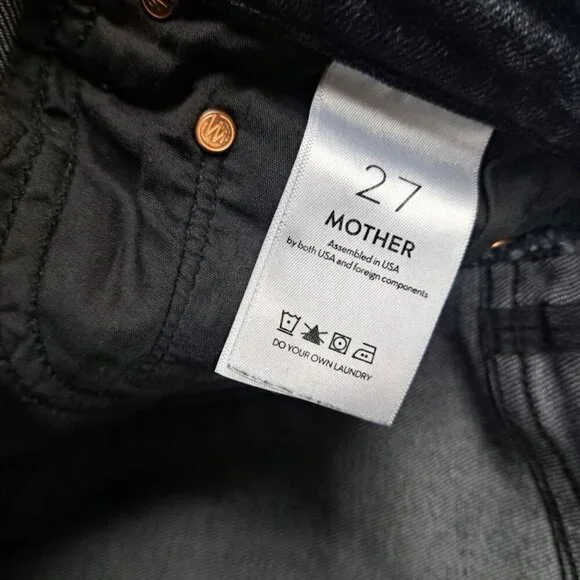 27
MOTHER
Assembled in USA
by both USA and foreign components
DO YOUR OWN LAUNDRY